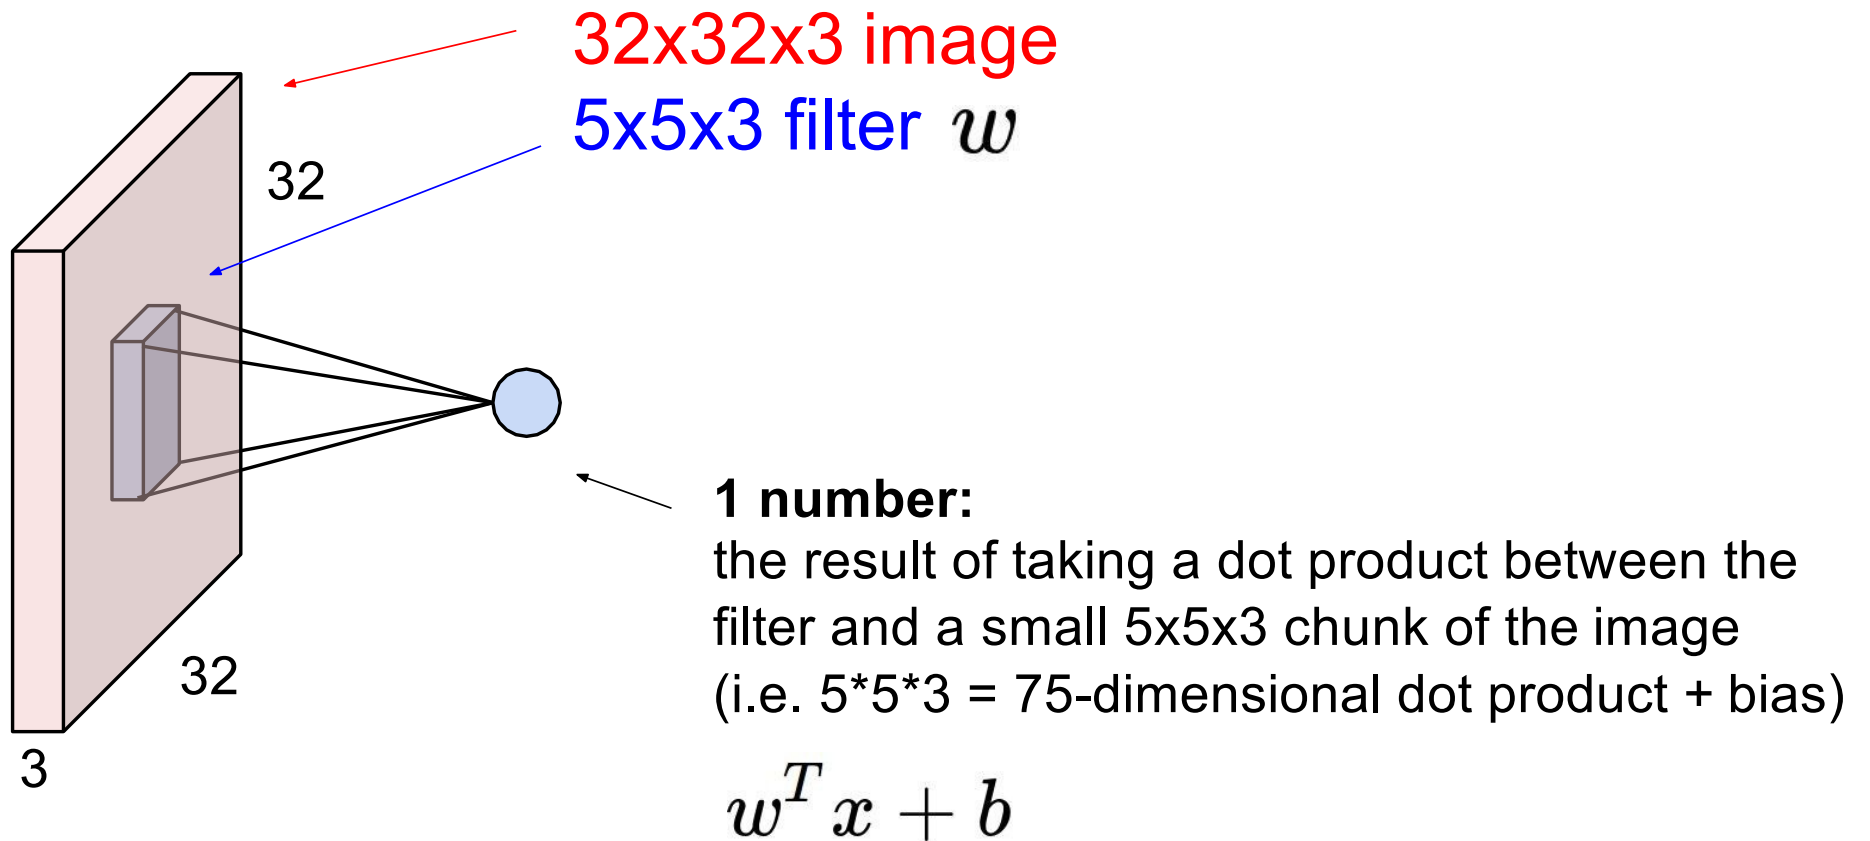 32x32x3 image
5x5x3 filter w
32
32
3
1 number:
the result of taking a dot product between the
filter and a small 5x5x3 chunk of the image
(i.e. 5*5*3 = 75-dimensional dot product + bias)
w^T x + b